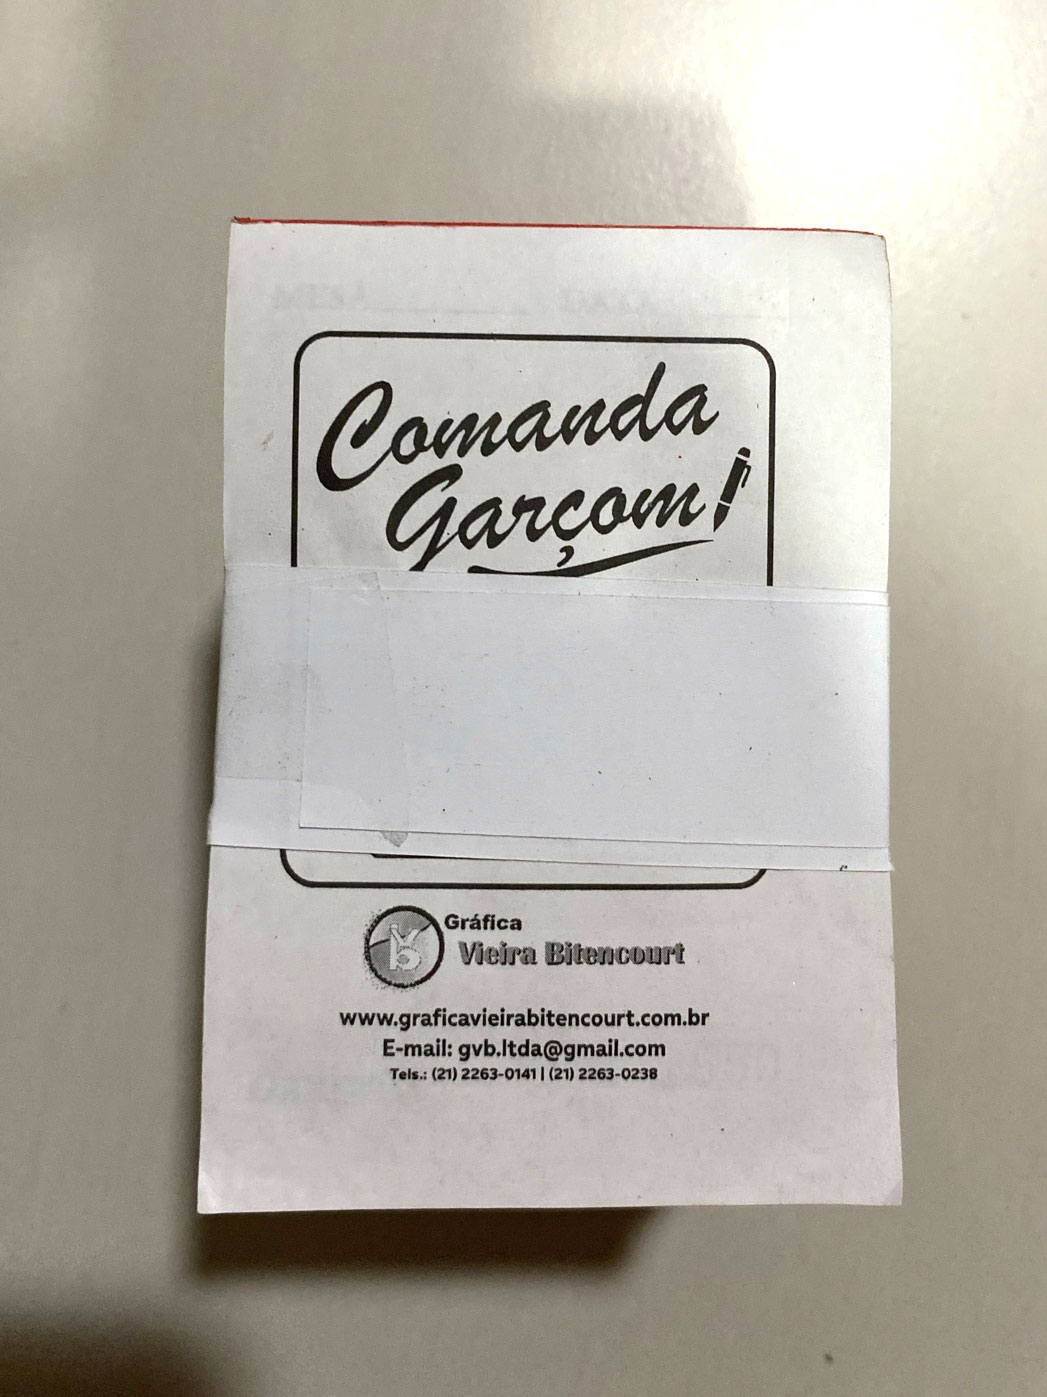 Comanda
Garçom
Gráfica
Vieira Bitencourt
www.graficavieirabitencourt.com.br
E-mail: gvb.ltda@gmail.com
Tels.: (21) 2263-0141 | (21) 2263-0238